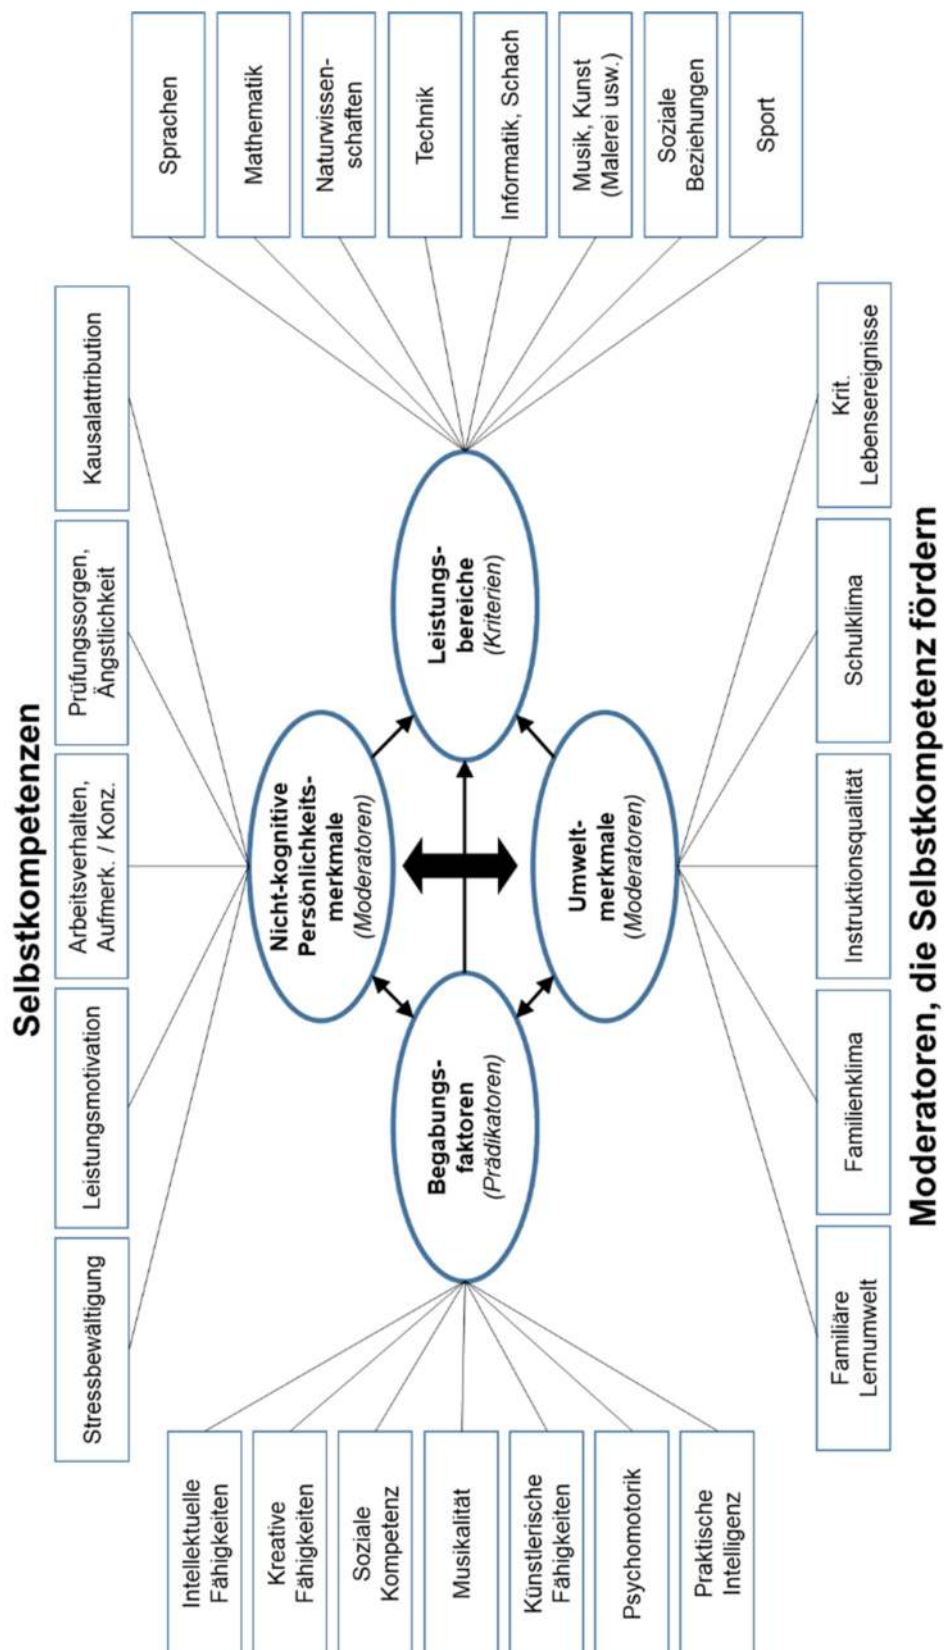 Selbstkompetenzen
Stressbewältigung
Leistungsmotivation
Arbeitsverhalten,
Aufmerk. / Konz.
Prüfungssorgen,
Ängstlichkeit
Kausalattribution
Intellektuelle
Fähigkeiten
Kreative
Fähigkeiten
Soziale
Kompetenz
Musikalität
Künstlerische
Fähigkeiten
Psychomotorik
Praktische
Intelligenz
Nicht-kognitive
Persönlichkeits-
merkmale
(Moderatoren)
Begabungs-
faktoren
(Prädikatoren)
Leistungs-
bereiche
(Kriterien)
Umwelt-
merkmale
(Moderatoren)
Sprachen
Mathematik
Naturwissen-
schaften
Technik
Informatik, Schach
Musik, Kunst
(Malerei usw.)
Soziale
Beziehungen
Sport
Familiäre
Lernumwelt
Familienklima
Instruktionsqualität
Schulklima
Krit.
Lebensereignisse
Moderatoren, die Selbstkompetenz fördern